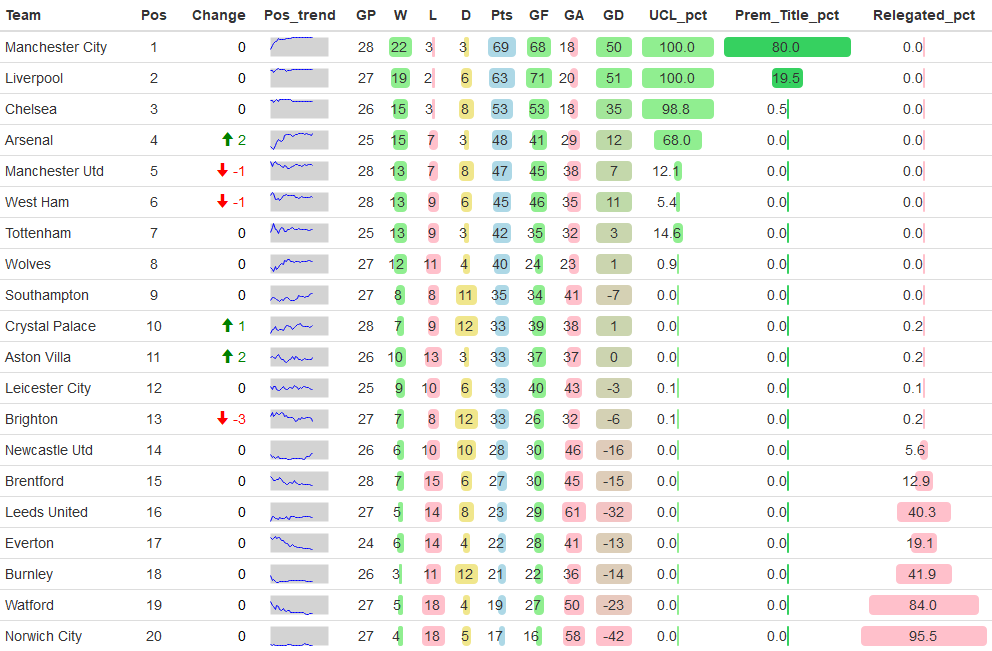 Team Pos Change Pos_trend GP W L D Pts GF GA GD UCL_pct Prem_Title_pct Relegated_pct
Manchester City 1 0 28 22 3 3 69 68 18 50 100.0 80.0 0.0
Liverpool 2 0 27 19 2 6 63 71 20 51 100.0 19.5 0.0
Chelsea 3 0 26 15 3 8 53 53 18 35 98.8 0.5 0.0
Arsenal 4 2 25 15 7 3 48 41 29 12 68.0 0.0 0.0
Manchester Utd 5 -1 28 13 7 8 47 45 38 7 12.1 0.0 0.0
West Ham 6 -1 28 13 9 6 45 46 35 11 5.4 0.0 0.0
Tottenham 7 0 25 13 9 3 42 35 32 3 14.6 0.0 0.0
Wolves 8 0 27 12 11 4 40 24 23 1 0.9 0.0 0.0
Southampton 9 0 27 8 8 11 35 34 41 -7 0.0 0.0 0.0
Crystal Palace 10 1 28 7 9 12 33 39 38 1 0.0 0.0 0.2
Aston Villa 11 2 26 10 13 3 33 37 37 0 0.0 0.0 0.2
Leicester City 12 0 25 9 10 6 33 40 43 -3 0.1 0.0 0.1
Brighton 13 -3 27 7 8 12 33 26 32 -6 0.1 0.0 0.2
Newcastle Utd 14 0 26 6 10 10 28 30 46 -16 0.0 0.0 5.6
Brentford 15 0 28 7 15 6 27 30 45 -15 0.0 0.0 12.9
Leeds United 16 0 27 5 14 8 23 29 61 -32 0.0 0.0 40.3
Everton 17 0 24 6 14 4 22 28 41 -13 0.0 0.0 19.1
Burnley 18 0 26 3 11 12 21 22 36 -14 0.0 0.0 41.9
Watford 19 0 27 5 18 4 19 27 50 -23 0.0 0.0 84.0
Norwich City 20 0 27 4 18 5 17 16 58 -42 0.0 0.0 95.5